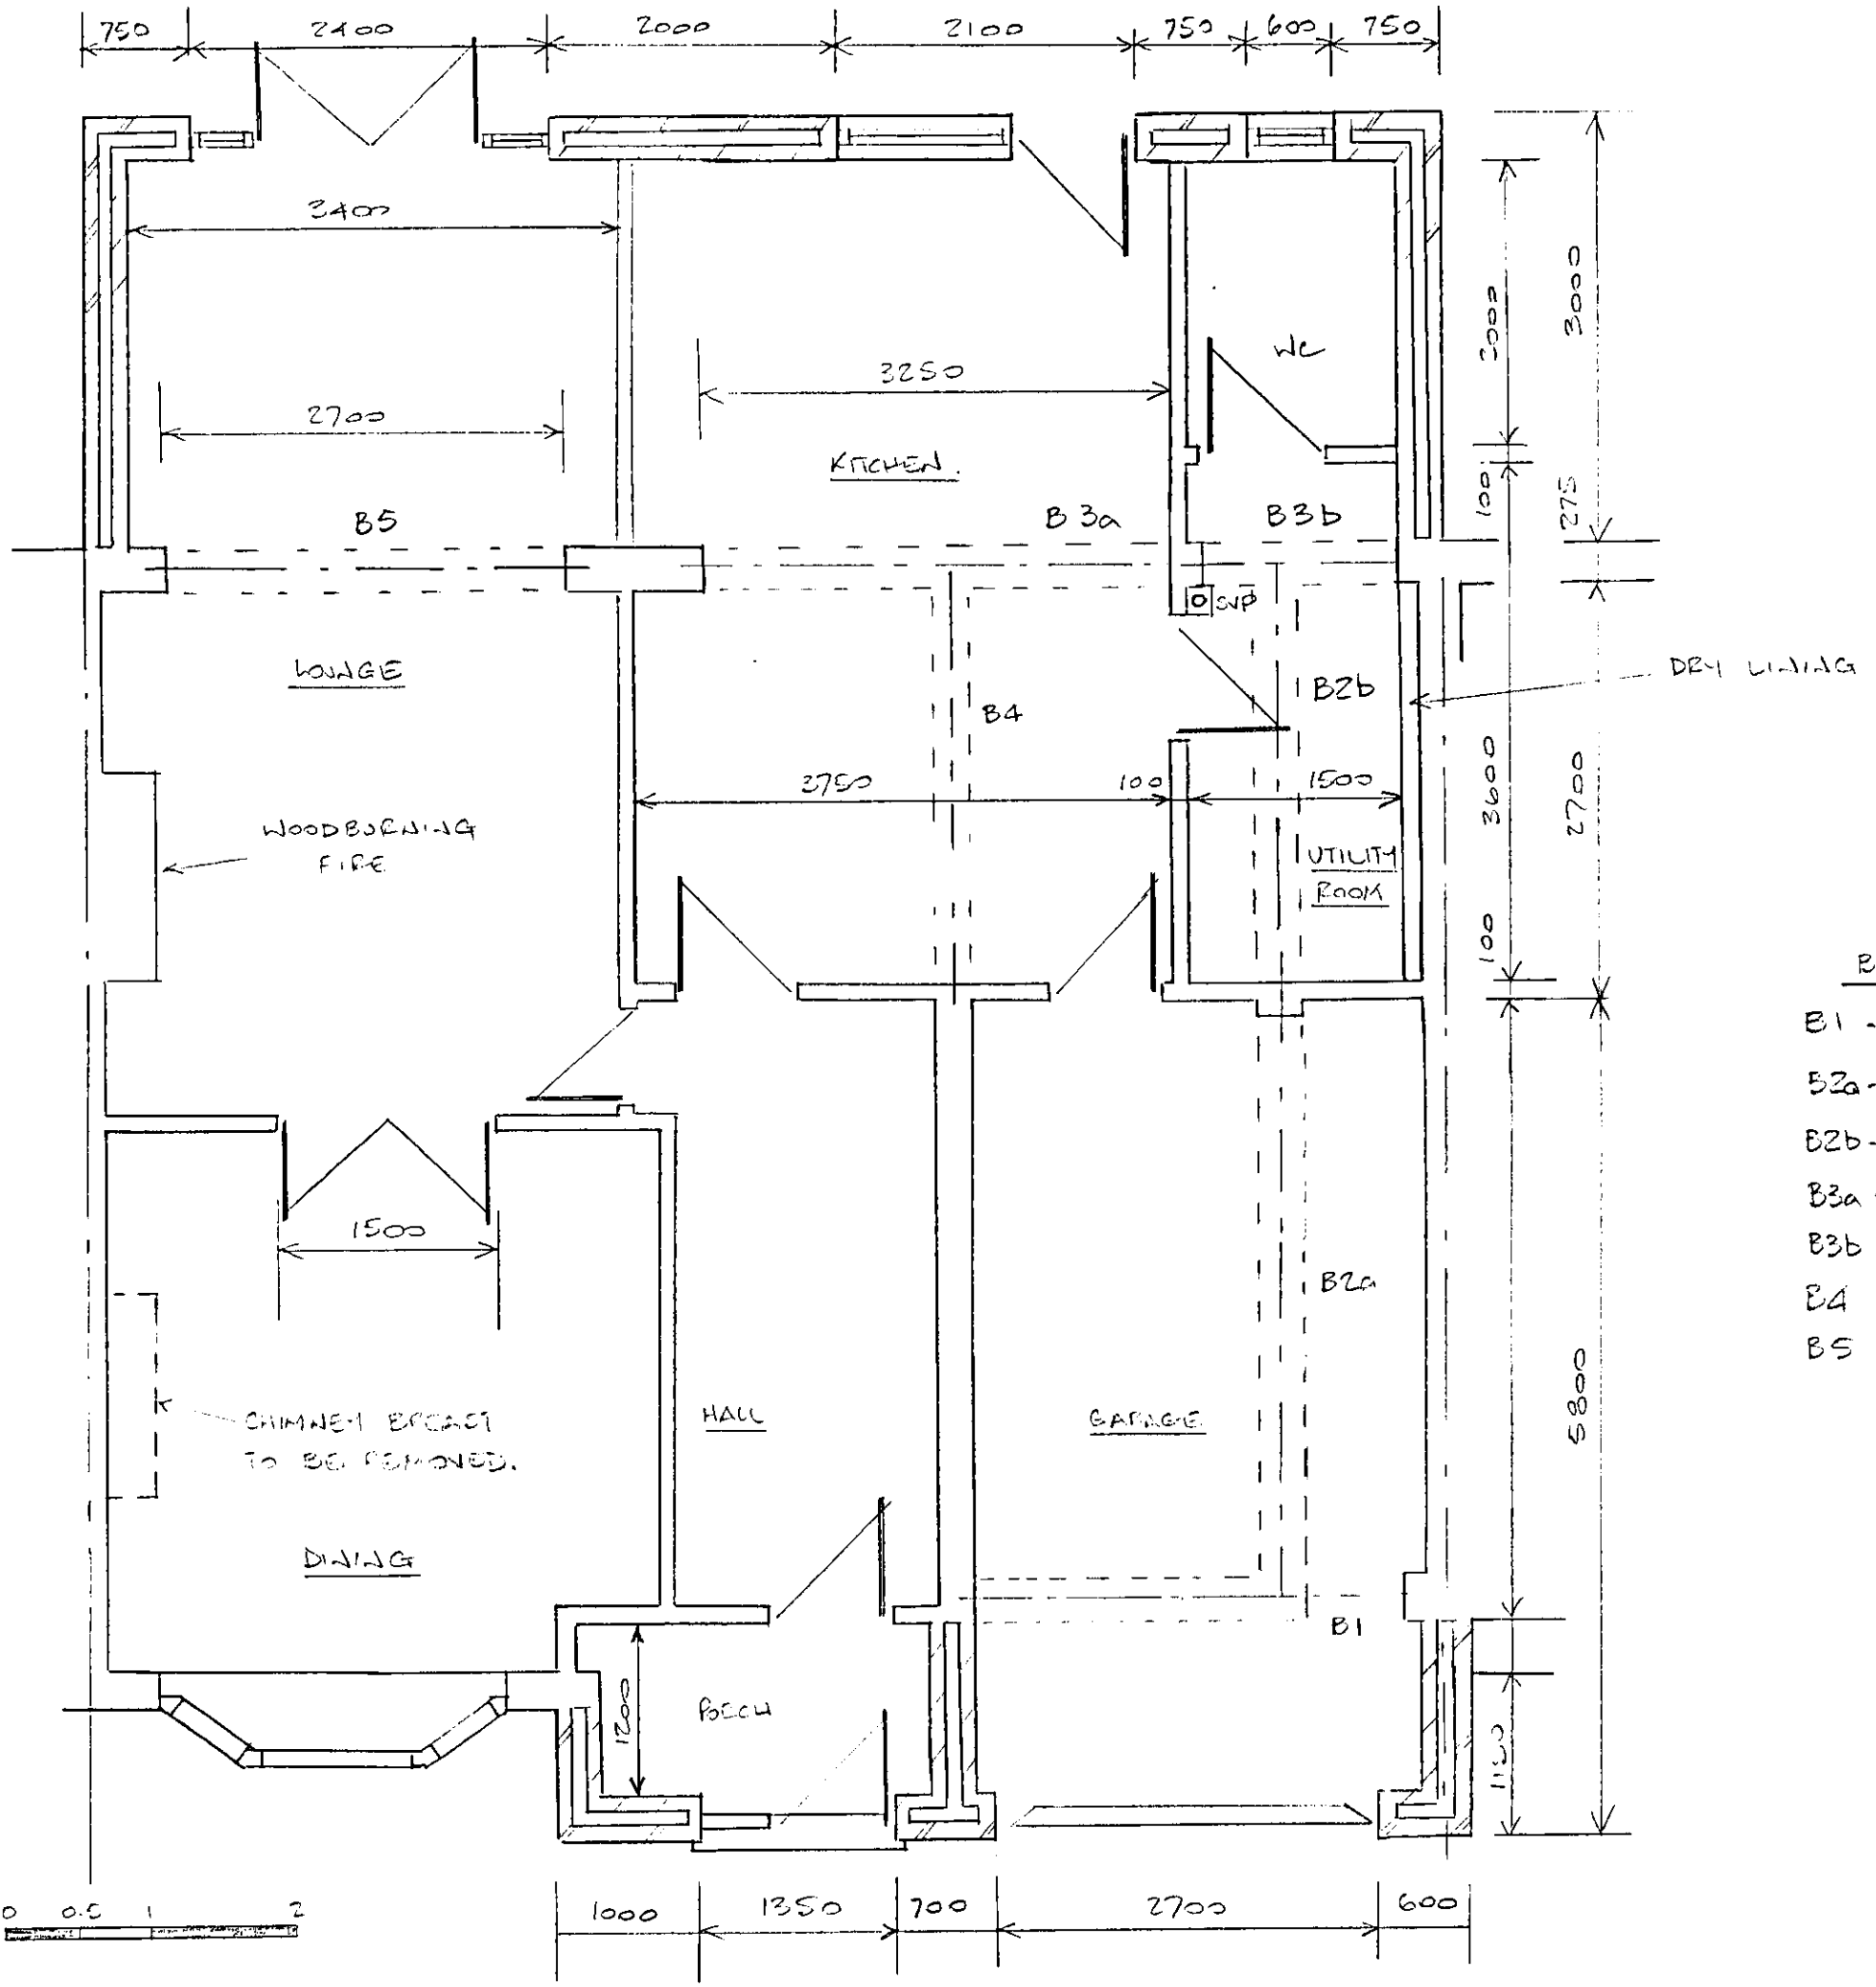 750 2400 2000 2100 750 600 750
3400
3250
WC
2000
3000
2700
KITCHEN.
B5
B3a
B3b
100
275
SVP
LOUNGE
B2b
DRY LINING
B4
3750
100
1500
3600
2700
WOODBURNING
FIRE
UTILITY
ROOM
100
B1 -
B2a -
B2b -
B3a
B3b
B4
B5
1500
B2a
5800
CHIMNEY BREAST
TO BE REMOVED.
HALL
GARAGE
DINING
B1
1200
PORCH
0 0.5 1 2
1000 1350 700 2700 600